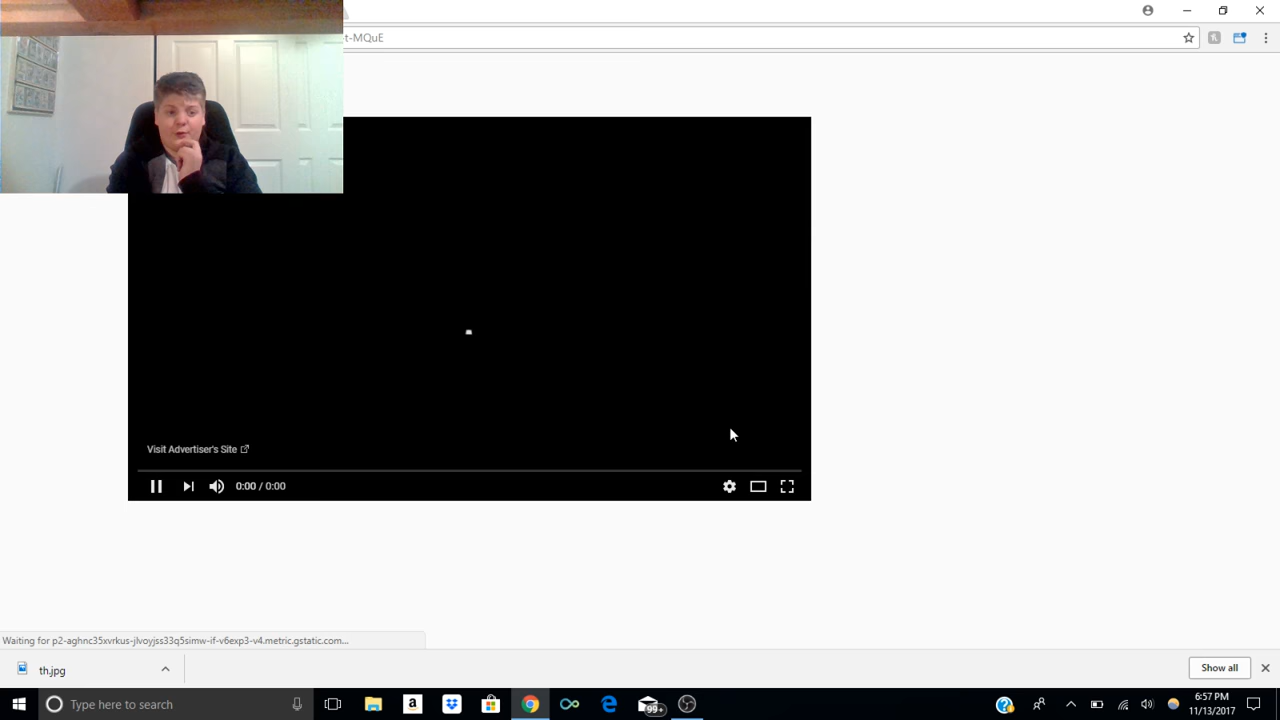 t-MQuE
Visit Advertiser's Site
0:00 / 0:00
Waiting for p2-aghnc35xvrkus-jlvoyjss33q5simw-if-v6exp3-v4.metric.gstatic.com...
th.jpg
Show all
Type here to search
99+
6:57 PM
11/13/2017